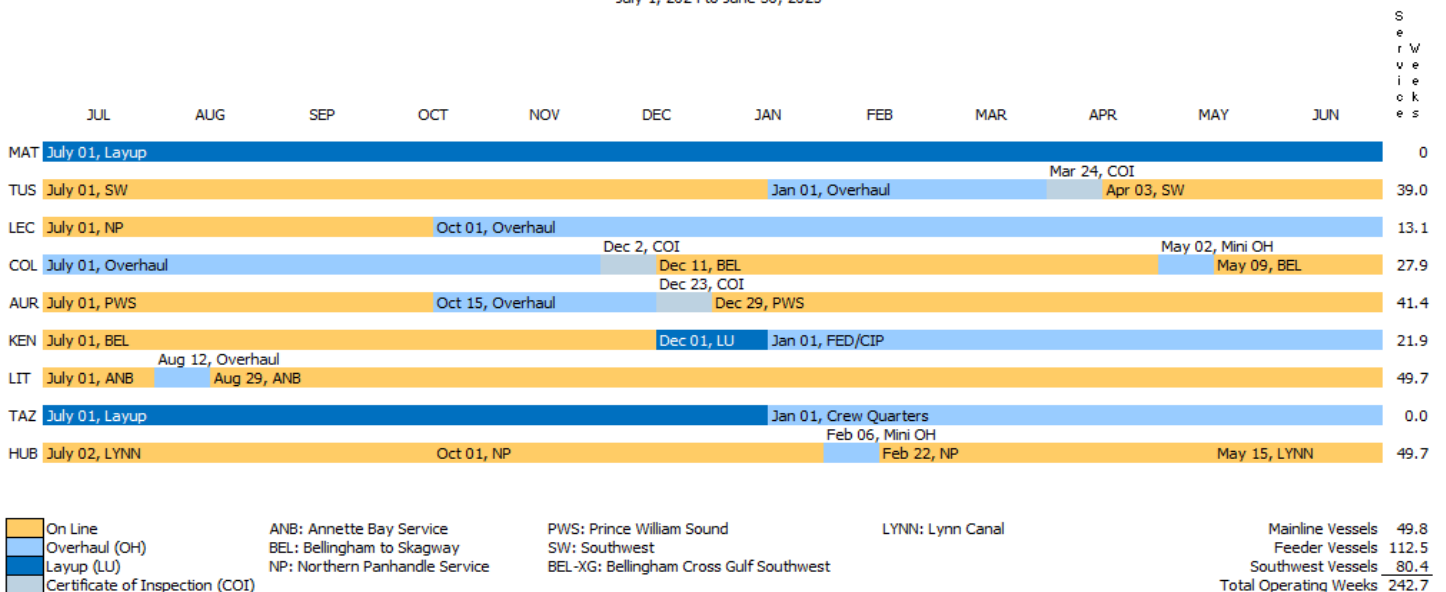 July 1, 2024 to June 30, 2025
Service Weeks
JUL AUG SEP OCT NOV DEC JAN FEB MAR APR MAY JUN
MAT July 01, Layup 0
Mar 24, COI
TUS July 01, SW Jan 01, Overhaul Apr 03, SW 39.0
LEC July 01, NP Oct 01, Overhaul 13.1
Dec 2, COI May 02, Mini OH
COL July 01, Overhaul Dec 11, BEL May 09, BEL 27.9
Dec 23, COI
AUR July 01, PWS Oct 15, Overhaul Dec 29, PWS 41.4
KEN July 01, BEL Dec 01, LU Jan 01, FED/CIP 21.9
Aug 12, Overhaul
LIT July 01, ANB Aug 29, ANB 49.7
TAZ July 01, Layup Jan 01, Crew Quarters 0.0
Feb 06, Mini OH
HUB July 02, LYNN Oct 01, NP Feb 22, NP May 15, LYNN 49.7
On Line ANB: Annette Bay Service PWS: Prince William Sound LYNN: Lynn Canal Mainline Vessels 49.8
Overhaul (OH) BEL: Bellingham to Skagway SW: Southwest Feeder Vessels 112.5
Layup (LU) NP: Northern Panhandle Service BEL-XG: Bellingham Cross Gulf Southwest Southwest Vessels 80.4
Certificate of Inspection (COI) Total Operating Weeks 242.7